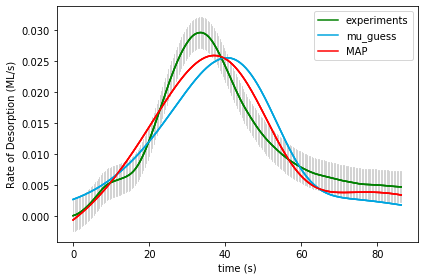 experiments
mu_guess
MAP
Rate of Desorption (ML/s)
0.030
0.025
0.020
0.015
0.010
0.005
0.000
0 20 40 60 80
time (s)